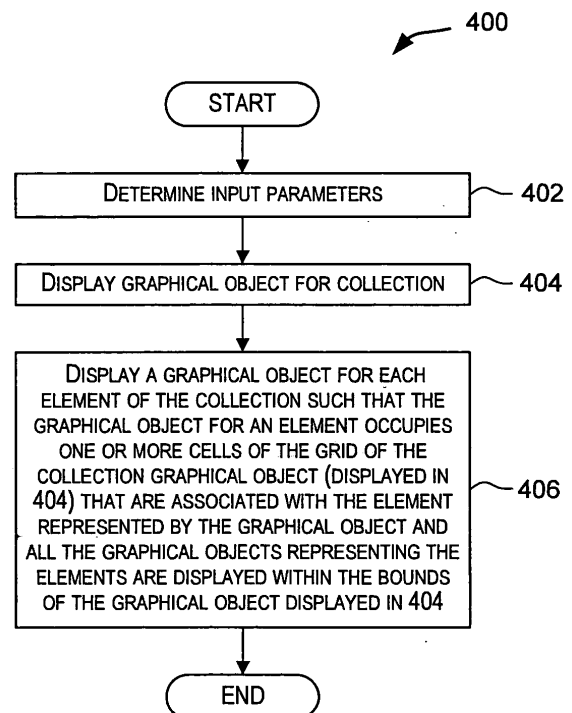 400
START
DETERMINE INPUT PARAMETERS
402
DISPLAY GRAPHICAL OBJECT FOR COLLECTION
404
DISPLAY A GRAPHICAL OBJECT FOR EACH
ELEMENT OF THE COLLECTION SUCH THAT THE
GRAPHICAL OBJECT FOR AN ELEMENT OCCUPIES
ONE OR MORE CELLS OF THE GRID OF THE
COLLECTION GRAPHICAL OBJECT (DISPLAYED IN
404) THAT ARE ASSOCIATED WITH THE ELEMENT
REPRESENTED BY THE GRAPHICAL OBJECT AND
ALL THE GRAPHICAL OBJECTS REPRESENTING THE
ELEMENTS ARE DISPLAYED WITHIN THE BOUNDS
OF THE GRAPHICAL OBJECT DISPLAYED IN 404
406
END